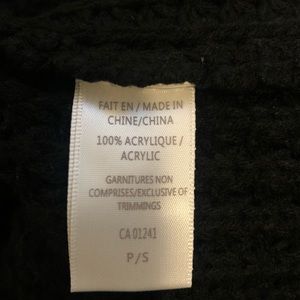 FAIT EN / MADE IN
CHINE/CHINA
100% ACRYLIQUE /
ACRYLIC
GARNITURES NON
COMPRISES/EXCLUSIVE OF
TRIMMINGS
CA 01241
P/S